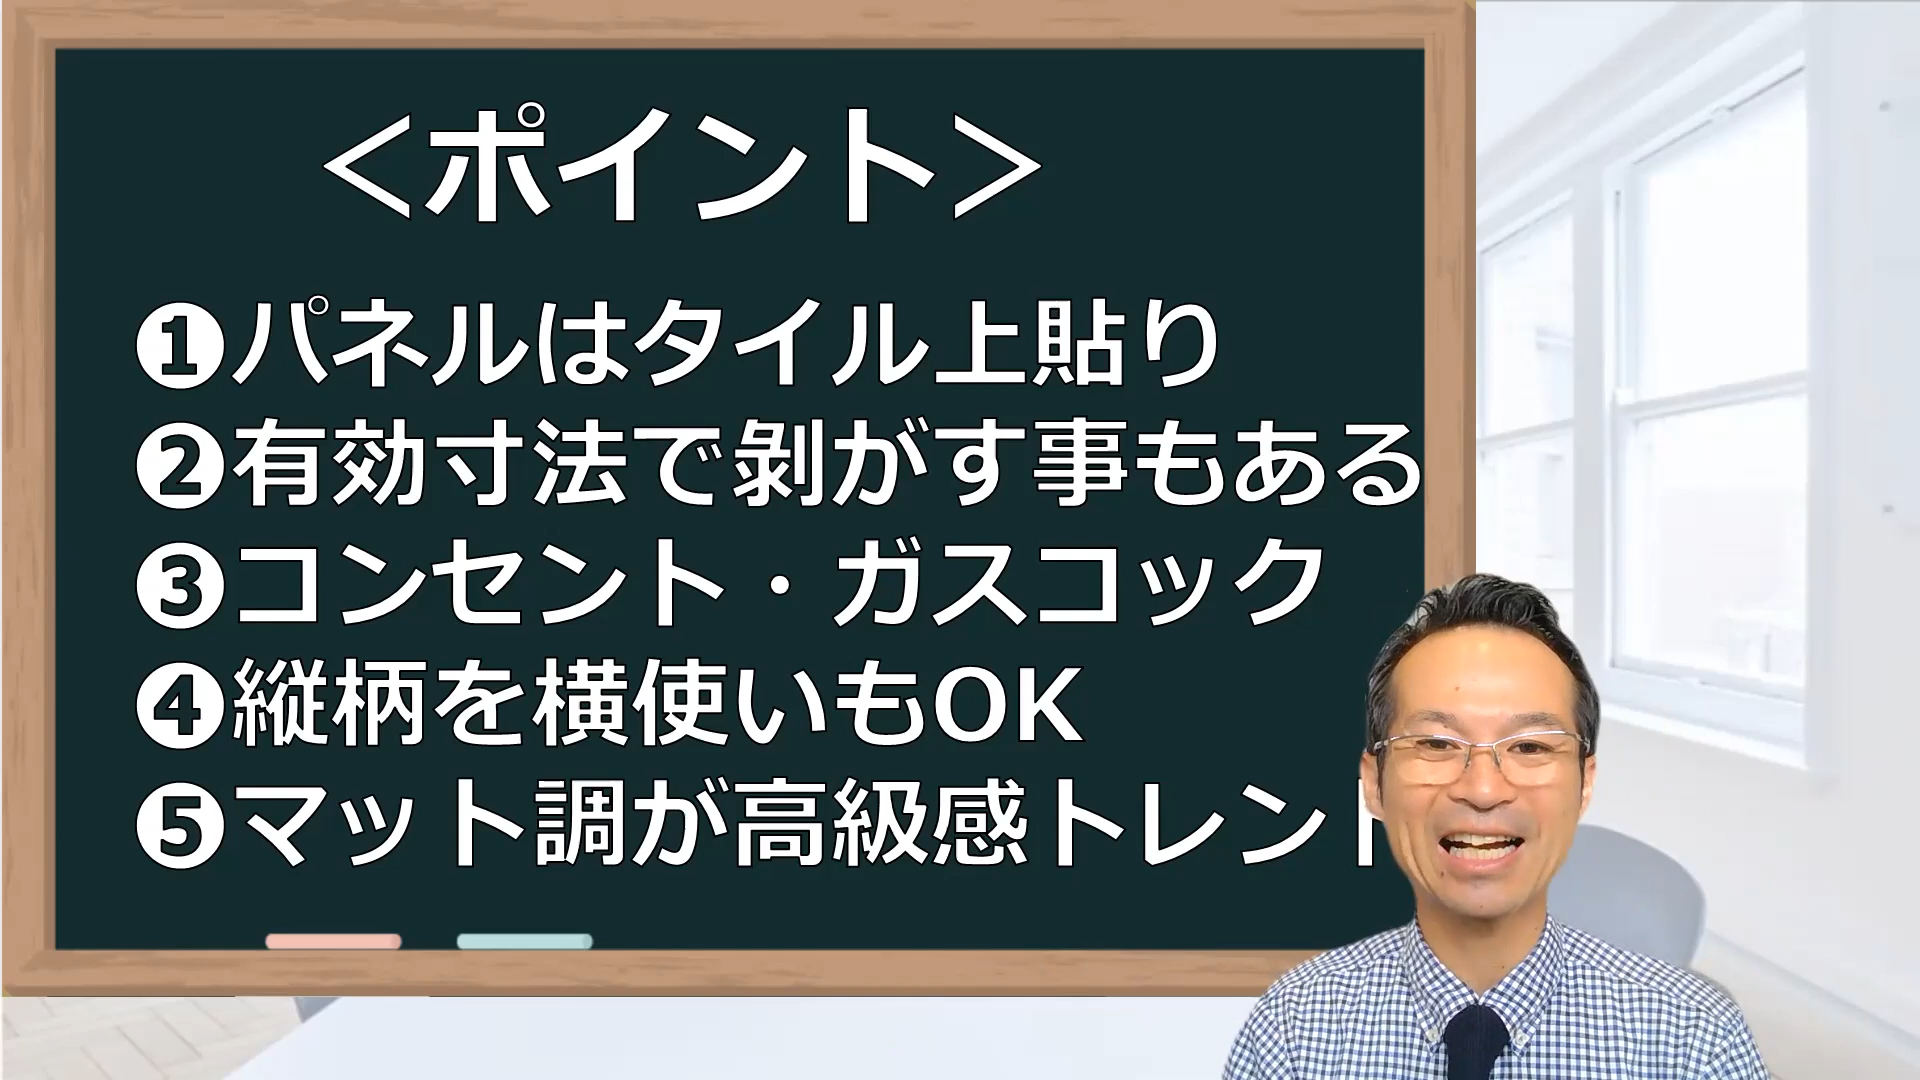 <ポイント>
❶パネルはタイル上貼り
❷有効寸法で剝がす事もある
❸コンセント・ガスコック
❹縦柄を横使いもOK
❺マット調が高級感トレント